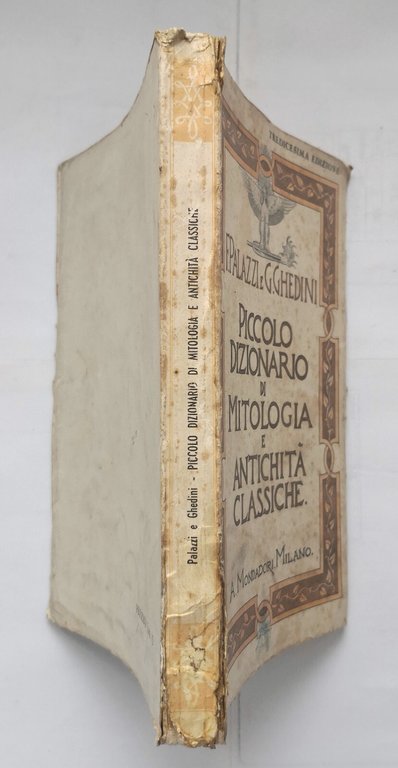 Palazzi e Ghedini - PICCOLO DIZIONARIO DI MITOLOGIA E ANTICHITÀ CLASSICHE
TREDICESIMA EDIZIONE
F. PALAZZI E G. GHEDINI
PICCOLO
DIZIONARIO
DI
MITOLOGIA
E
ANTICHITÀ
CLASSICHE.
A. MONDADORI. MILANO.